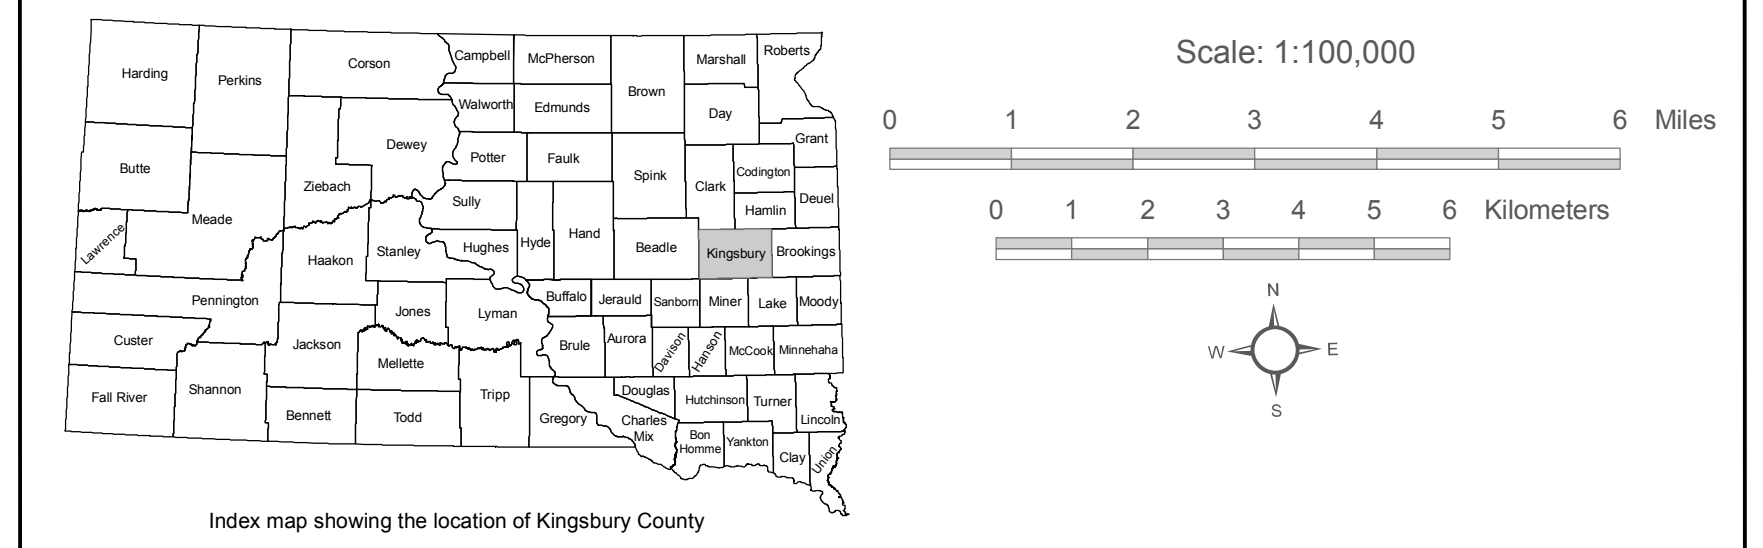 Harding
Perkins
Corson
Campbell
McPherson
Brown
Marshall
Roberts
Walworth
Edmunds
Day
Grant
Butte
Dewey
Potter
Faulk
Spink
Clark
Codington
Deuel
Ziebach
Meade
Sully
Hamlin
Lawrence
Haakon
Stanley
Hughes
Hyde
Hand
Beadle
Kingsbury
Brookings
Pennington
Jones
Lyman
Buffalo
Jerauld
Sanborn
Miner
Lake
Moody
Custer
Jackson
Mellette
Brule
Aurora
Davison
Hanson
McCook
Minnehaha
Fall River
Shannon
Bennett
Todd
Tripp
Gregory
Douglas
Charles
Mix
Hutchinson
Turner
Lincoln
Bon
Homme
Yankton
Clay
Union
Index map showing the location of Kingsbury County
Scale: 1:100,000
0 1 2 3 4 5 6 Miles
0 1 2 3 4 5 6 Kilometers
N
W E
S